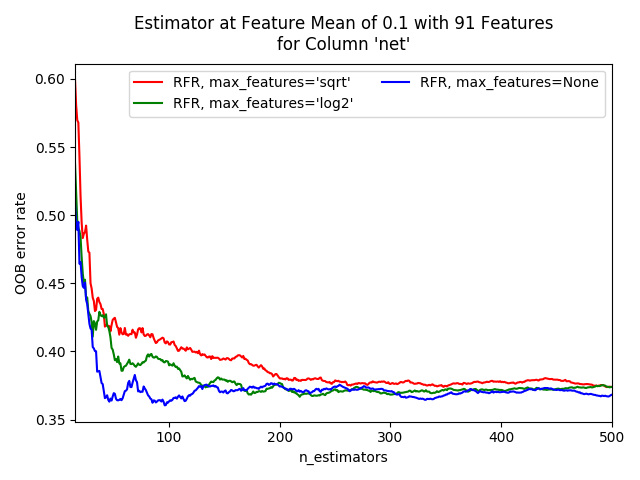 Estimator at Feature Mean of 0.1 with 91 Features
for Column 'net'
RFR, max_features='sqrt'
RFR, max_features='log2'
RFR, max_features=None
OOB error rate
0.60
0.55
0.50
0.45
0.40
0.35
100
200
300
400
500
n_estimators